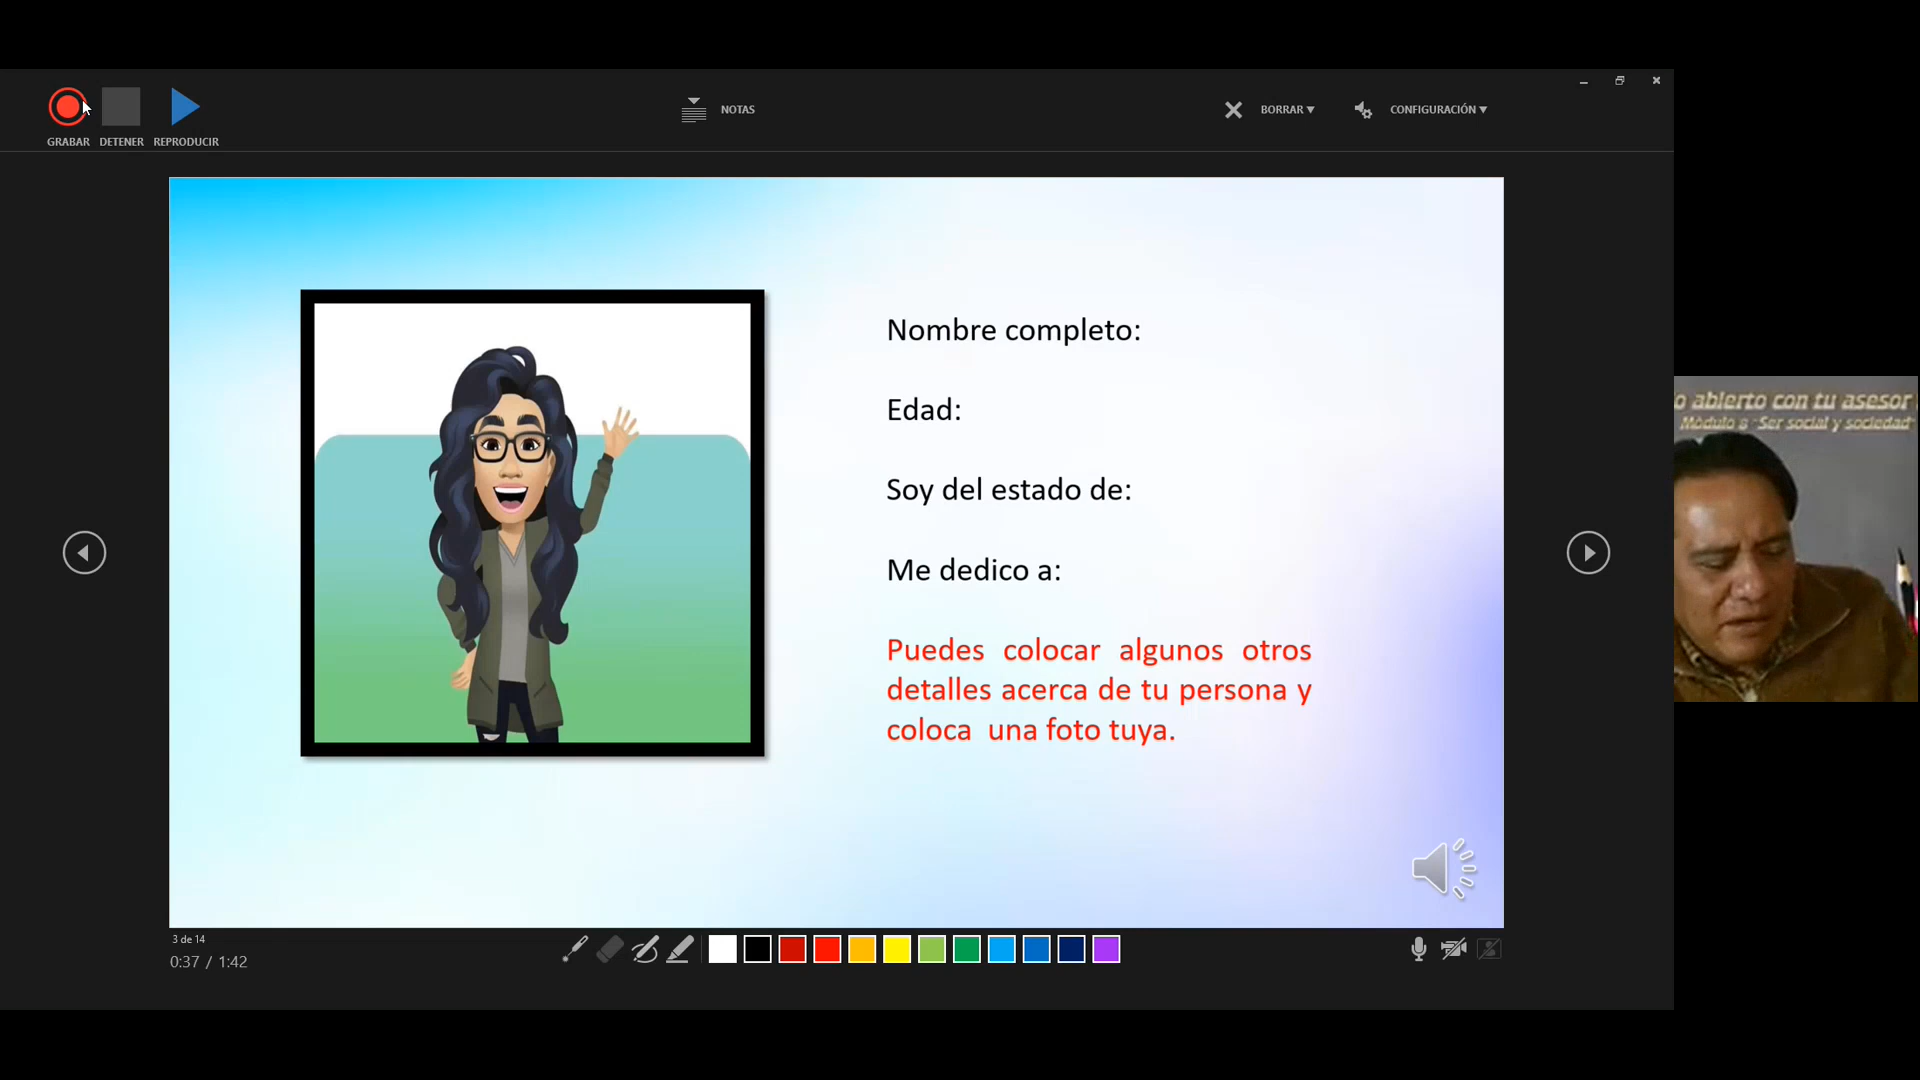 GRABAR DETENER REPRODUCIR
NOTAS
BORRAR
CONFIGURACIÓN
Nombre completo:
Edad:
Soy del estado de:
Me dedico a:
Puedes colocar algunos otros
detalles acerca de tu persona y
coloca una foto tuya.
o abierto con tu asesor
Módulo 8 "Ser social y sociedad"
3 de 14
0:37 / 1:42